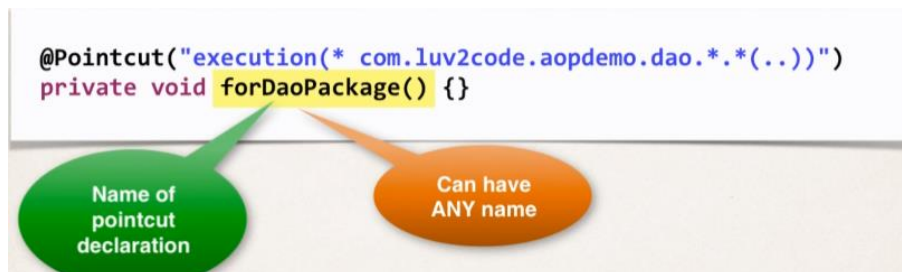 @Pointcut("execution(* com.luv2code.aopdemo.dao.*.*(..))")
private void forDaoPackage() {}
Name of
pointcut
declaration
Can have
ANY name